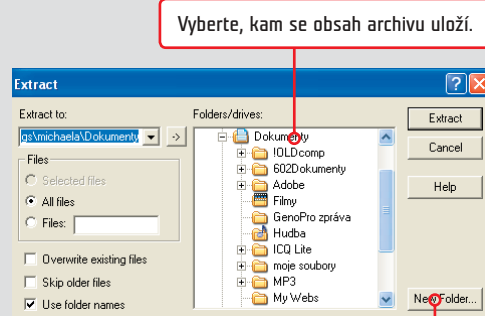 Vyberte, kam se obsah archivu uloží.
Extract
Extract to:
gs\michaela\Dokumenty
Folders/drives:
Extract
Cancel
Help
Files
Selected files
All files
Files:
Overwrite existing files
Skip older files
Use folder names
Dokumenty
!OLDcomp
602Dokumenty
Adobe
Filmy
GenoPro zpráva
Hudba
ICQ Lite
moje soubory
MP3
My Webs
New Folder...